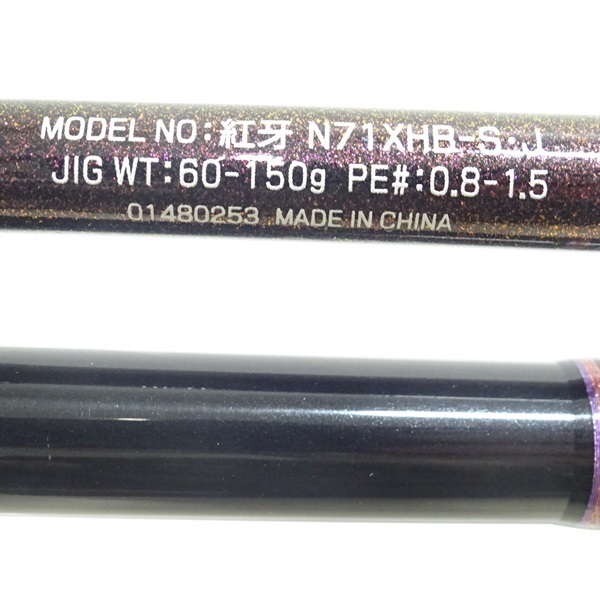 MODEL NO:紅牙 N71XHB-S・J
JIG WT:60-150g PE#:0.8-1.5
01480253 MADE IN CHINA